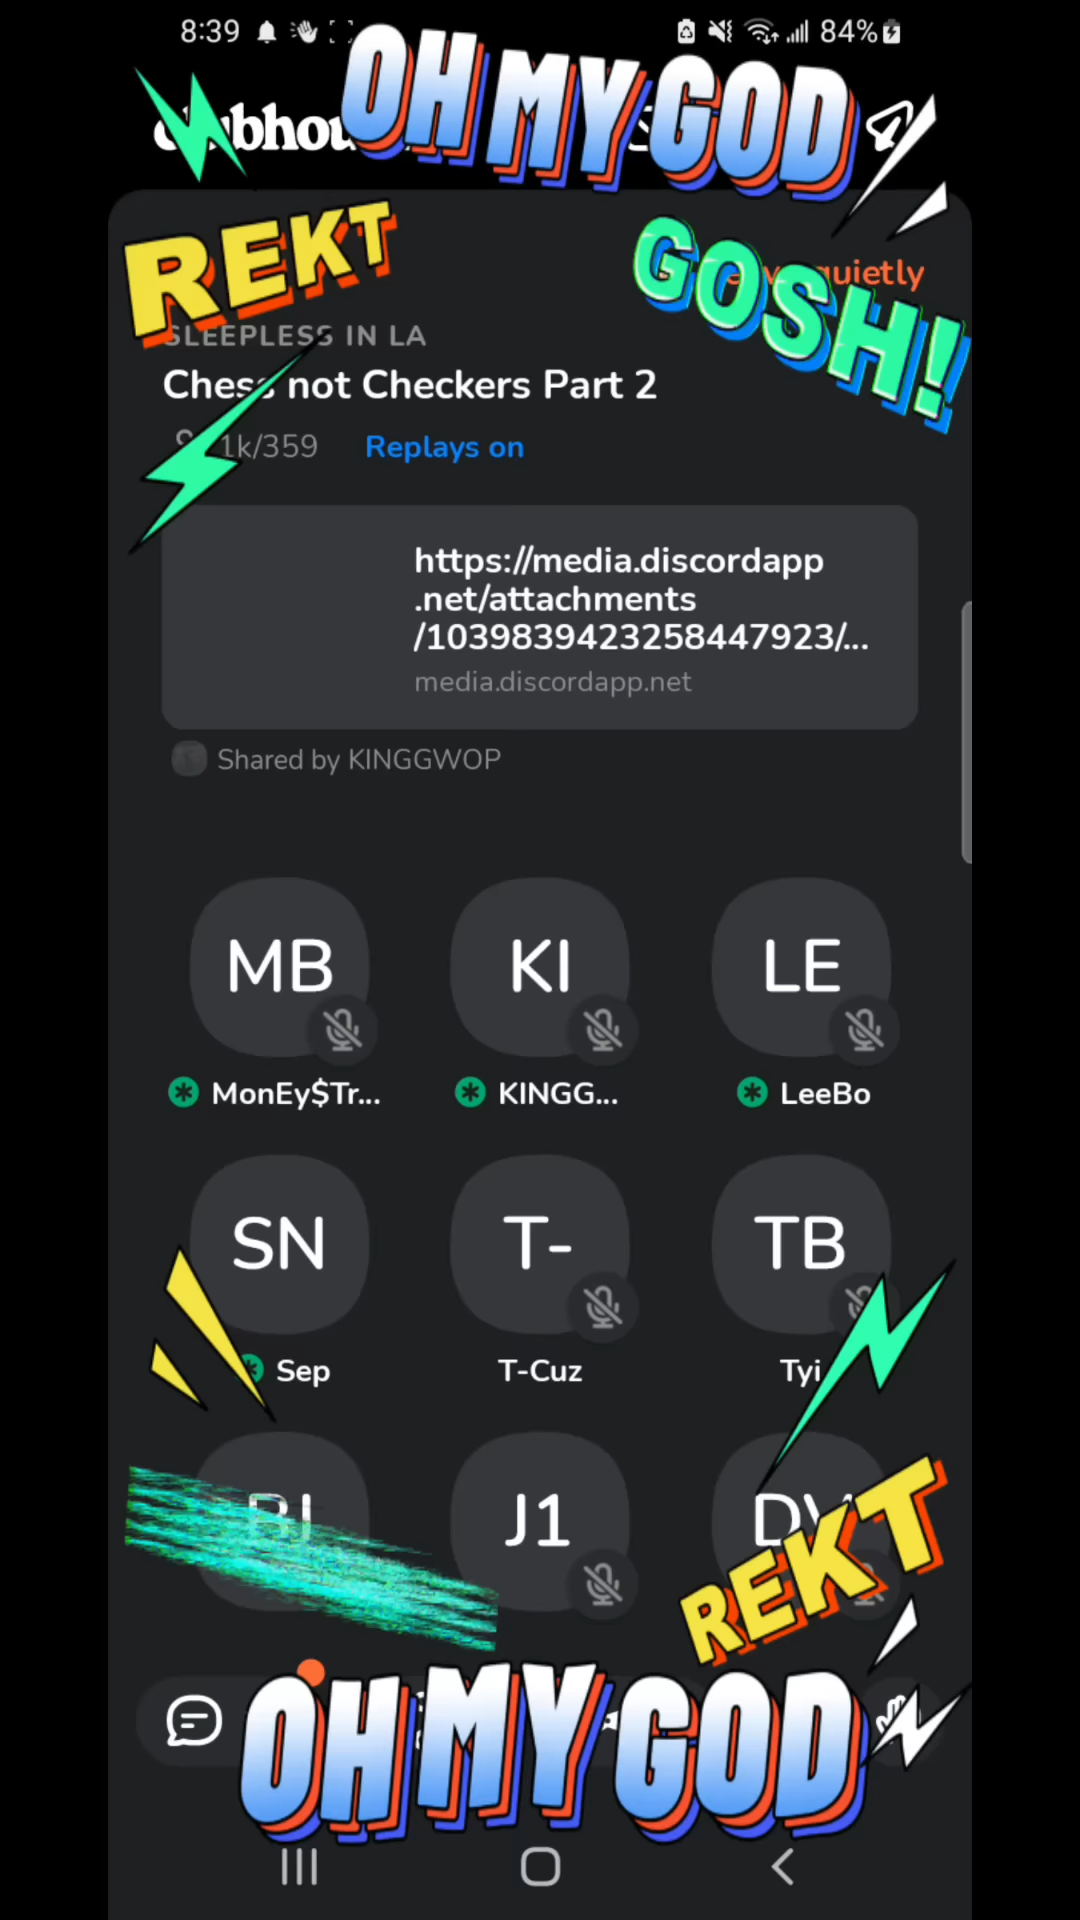 8:39
84%
OH MY GOD
REKT
GOSH!
quietly
SLEEPLESS IN LA
Chess not Checkers Part 2
1k/359 Replays on
https://media.discordapp
.net/attachments
/1039839423258447923/...
media.discordapp.net
Shared by KINGGWOP
MB KI LE
MonEy$Tr... KINGG... LeeBo
SN T- TB
Sep T-Cuz Tyi
J1
REKT
OH MY GOD